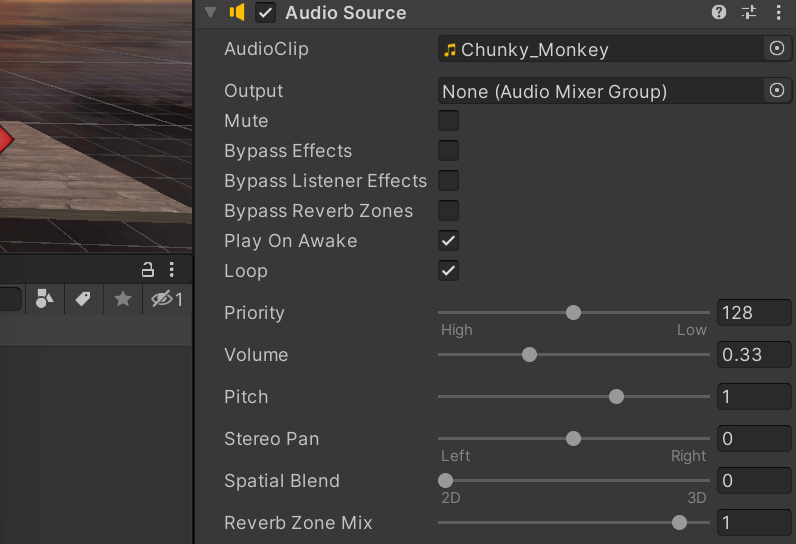 Audio Source
AudioClip Chunky_Monkey
Output None (Audio Mixer Group)
Mute
Bypass Effects
Bypass Listener Effects
Bypass Reverb Zones
Play On Awake
Loop
1
Priority 128
High Low
Volume 0.33
Pitch 1
Stereo Pan 0
Left Right
Spatial Blend 0
2D 3D
Reverb Zone Mix 1